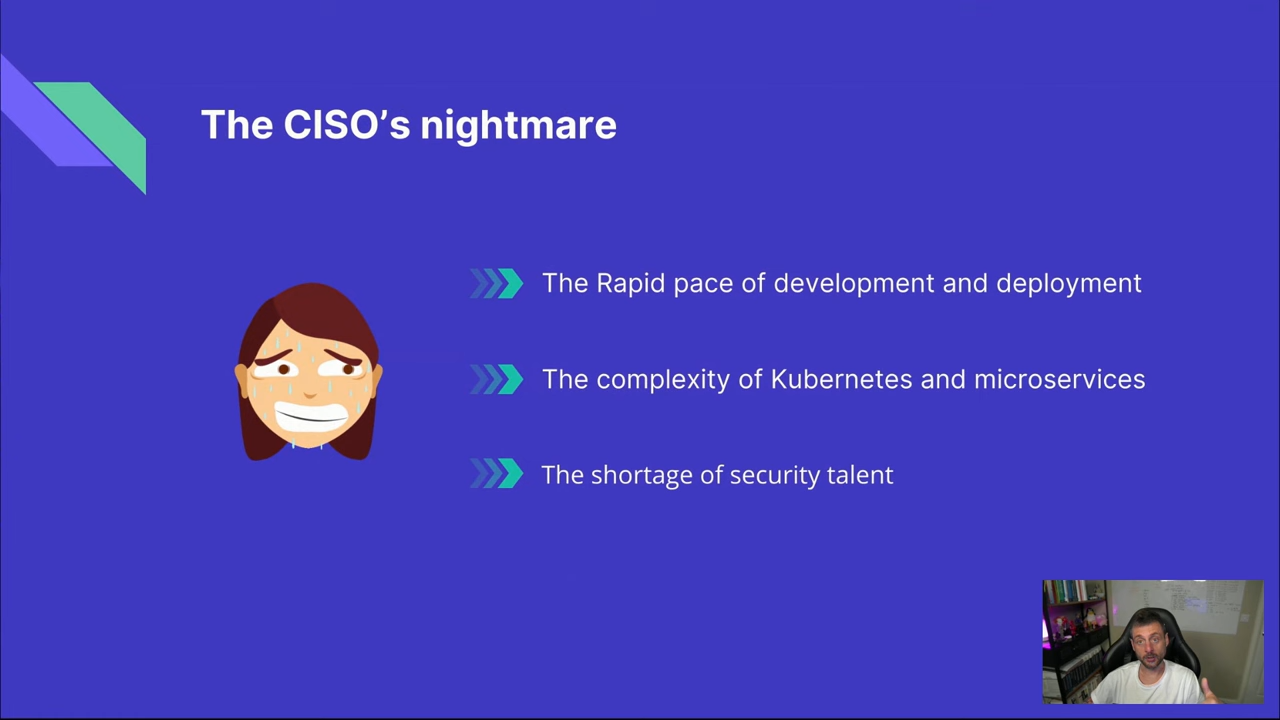 The CISO’s nightmare
The Rapid pace of development and deployment
The complexity of Kubernetes and microservices
The shortage of security talent